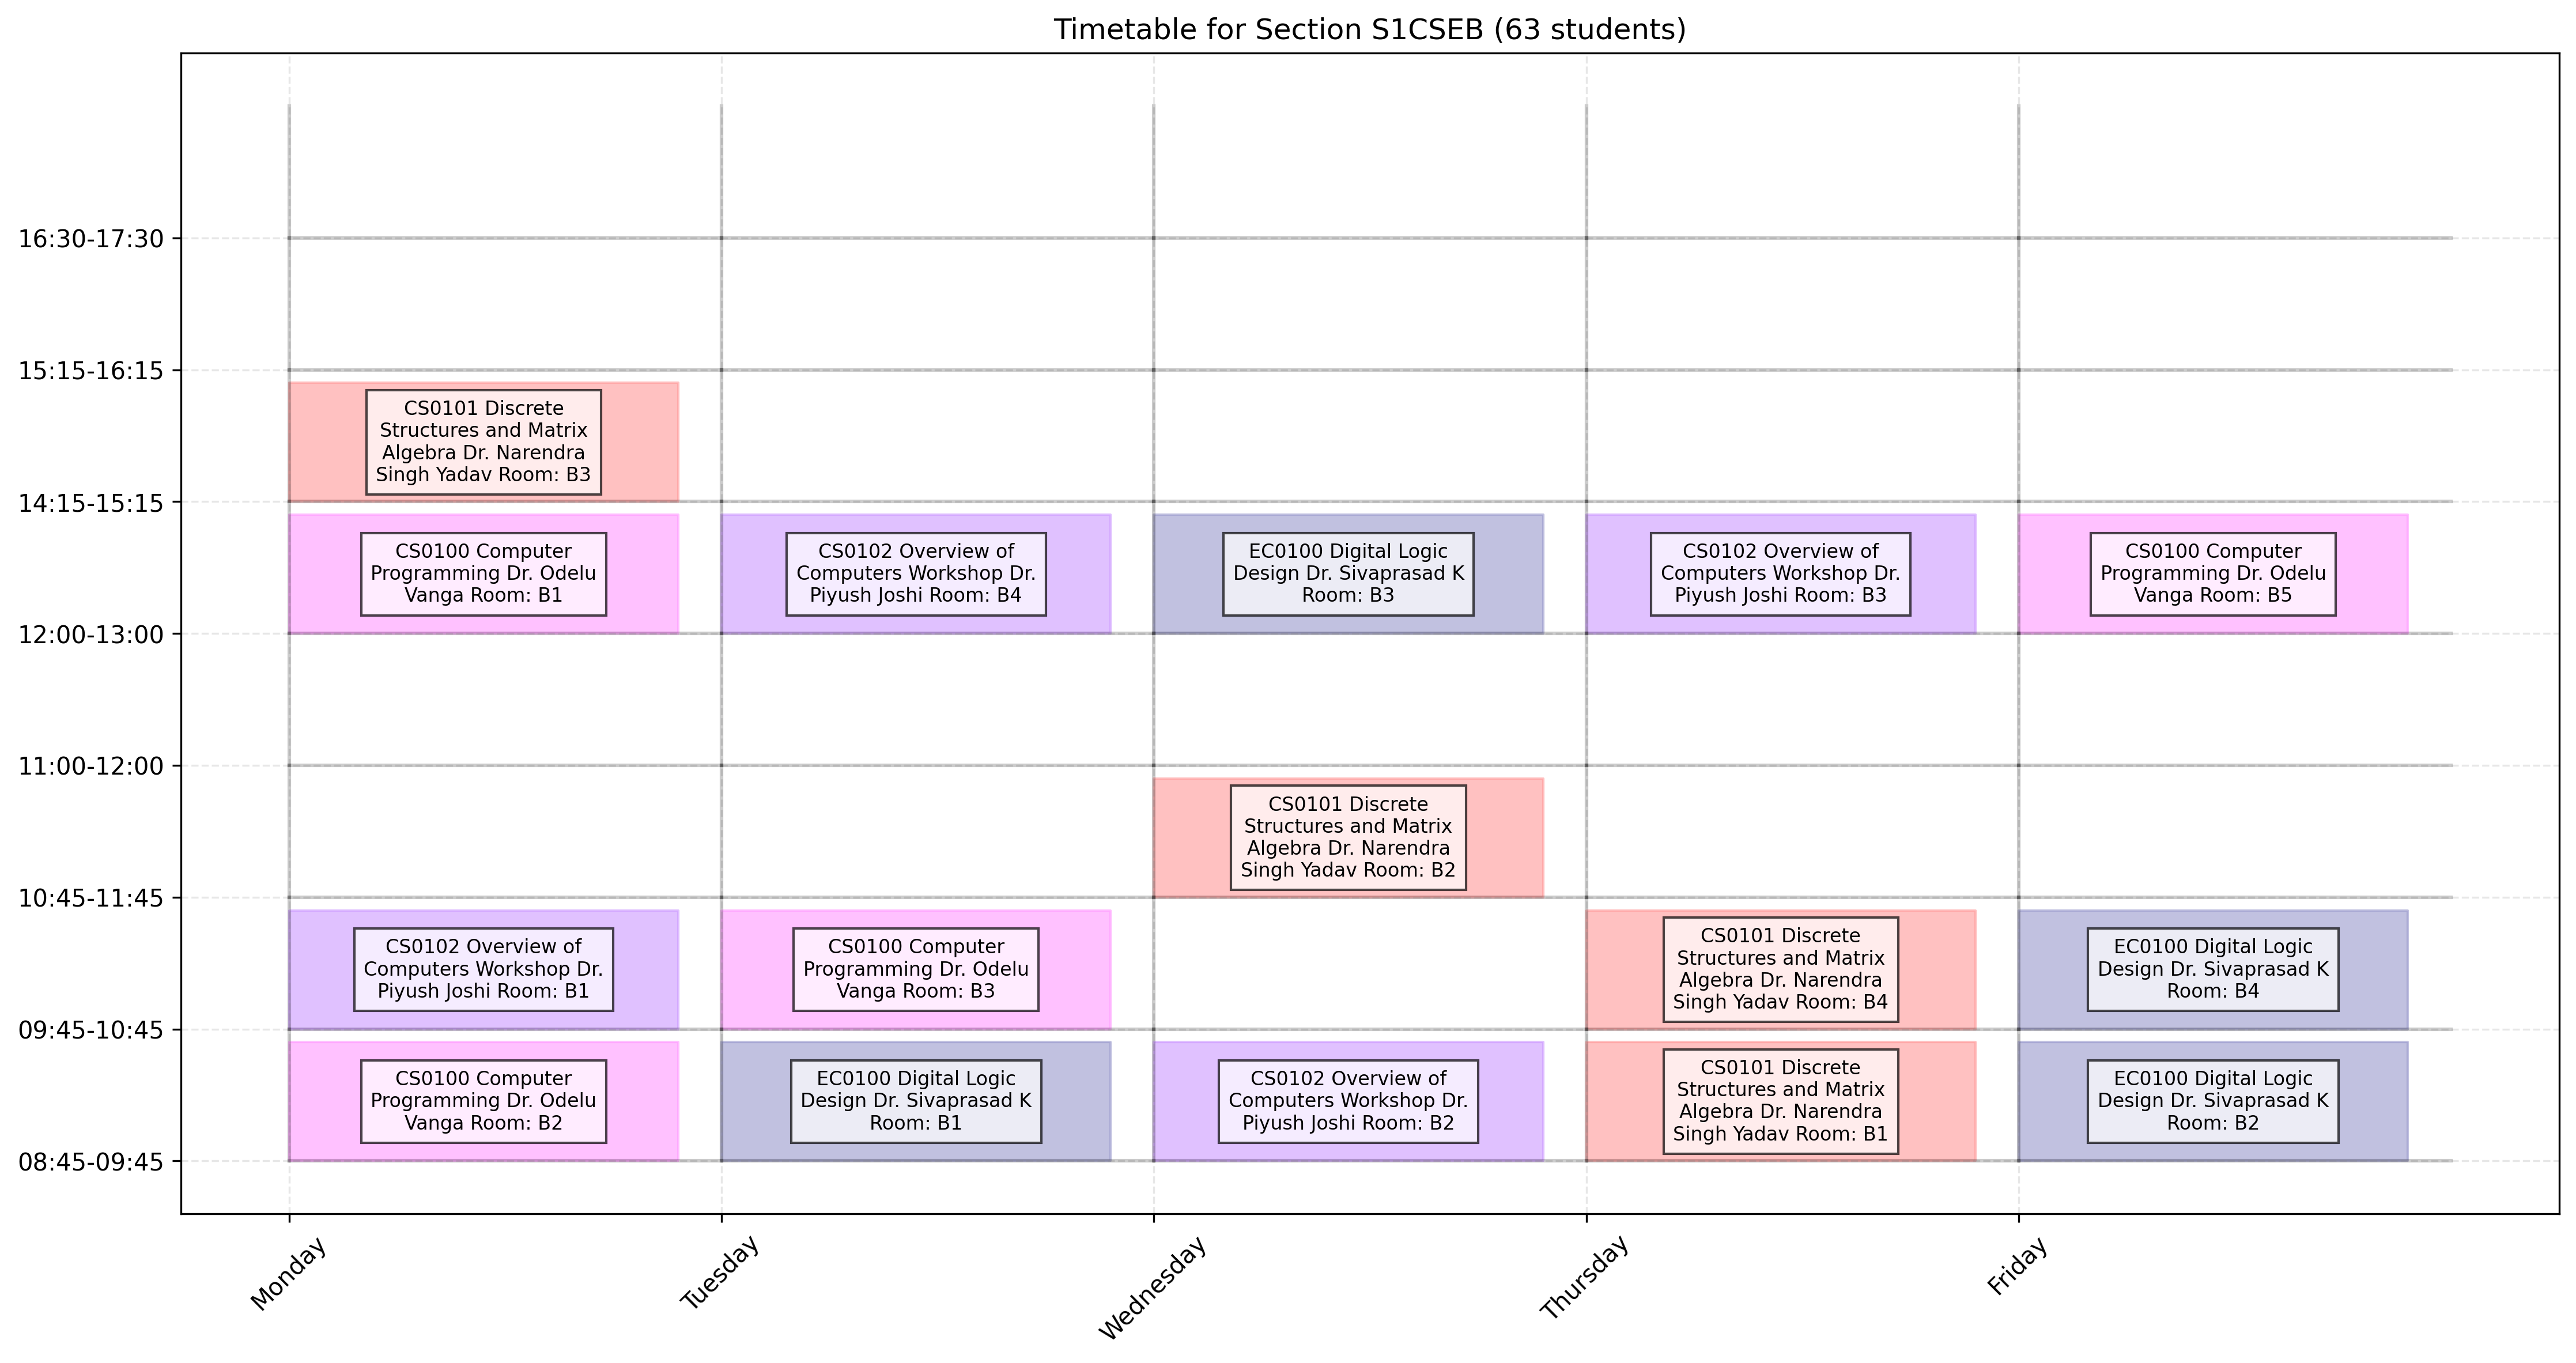 Timetable for Section S1CSEB (63 students)
16:30-17:30
15:15-16:15
CS0101 Discrete
Structures and Matrix
Algebra Dr. Narendra
Singh Yadav Room: B3
14:15-15:15
CS0100 Computer
Programming Dr. Odelu
Vanga Room: B1
CS0102 Overview of
Computers Workshop Dr.
Piyush Joshi Room: B4
EC0100 Digital Logic
Design Dr. Sivaprasad K
Room: B3
CS0102 Overview of
Computers Workshop Dr.
Piyush Joshi Room: B3
CS0100 Computer
Programming Dr. Odelu
Vanga Room: B5
12:00-13:00
11:00-12:00
CS0101 Discrete
Structures and Matrix
Algebra Dr. Narendra
Singh Yadav Room: B2
10:45-11:45
CS0102 Overview of
Computers Workshop Dr.
Piyush Joshi Room: B1
CS0100 Computer
Programming Dr. Odelu
Vanga Room: B3
CS0101 Discrete
Structures and Matrix
Algebra Dr. Narendra
Singh Yadav Room: B4
EC0100 Digital Logic
Design Dr. Sivaprasad K
Room: B4
09:45-10:45
CS0100 Computer
Programming Dr. Odelu
Vanga Room: B2
EC0100 Digital Logic
Design Dr. Sivaprasad K
Room: B1
CS0102 Overview of
Computers Workshop Dr.
Piyush Joshi Room: B2
CS0101 Discrete
Structures and Matrix
Algebra Dr. Narendra
Singh Yadav Room: B1
EC0100 Digital Logic
Design Dr. Sivaprasad K
Room: B2
08:45-09:45
Monday
Tuesday
Wednesday
Thursday
Friday